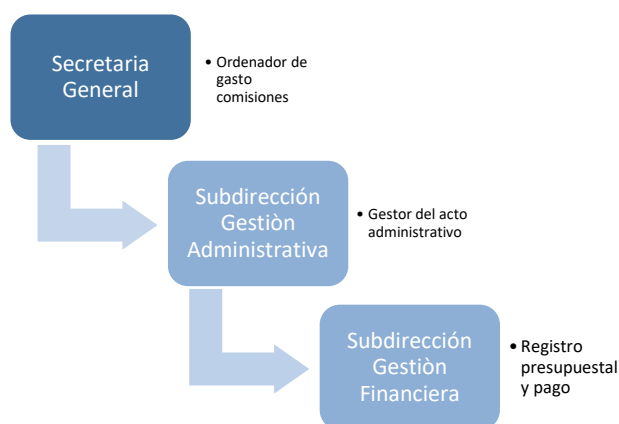 Secretaria
General
• Ordenador de
gasto
comisiones
Subdirección
Gestiòn
Administrativa
• Gestor del acto
administrativo
Subdirección
Gestiòn
Financiera
• Registro
presupuestal
y pago